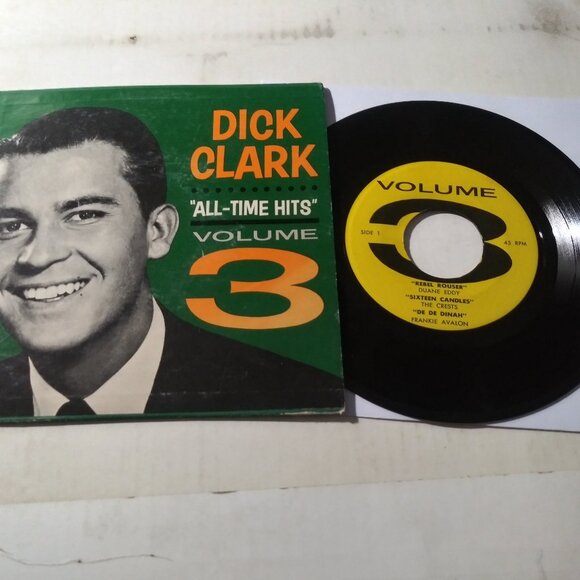 DICK
CLARK
"ALL-TIME HITS"
VOLUME
3
VOLUME
3
SIDE 1
45 RPM
"REBEL ROUSER"
DUANE EDDY
"SIXTEEN CANDLES"
THE CRESTS
"DE DE DINAH"
FRANKIE AVALON